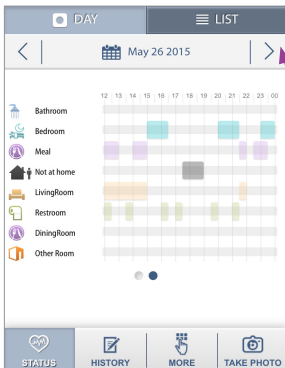 DAY
LIST
May 26 2015
12 13 14 15 16 17 18 19 20 21 22 23 00
Bathroom
Bedroom
Meal
Not at home
LivingRoom
Restroom
DiningRoom
Other Room
STATUS
HISTORY
MORE
TAKE PHOTO